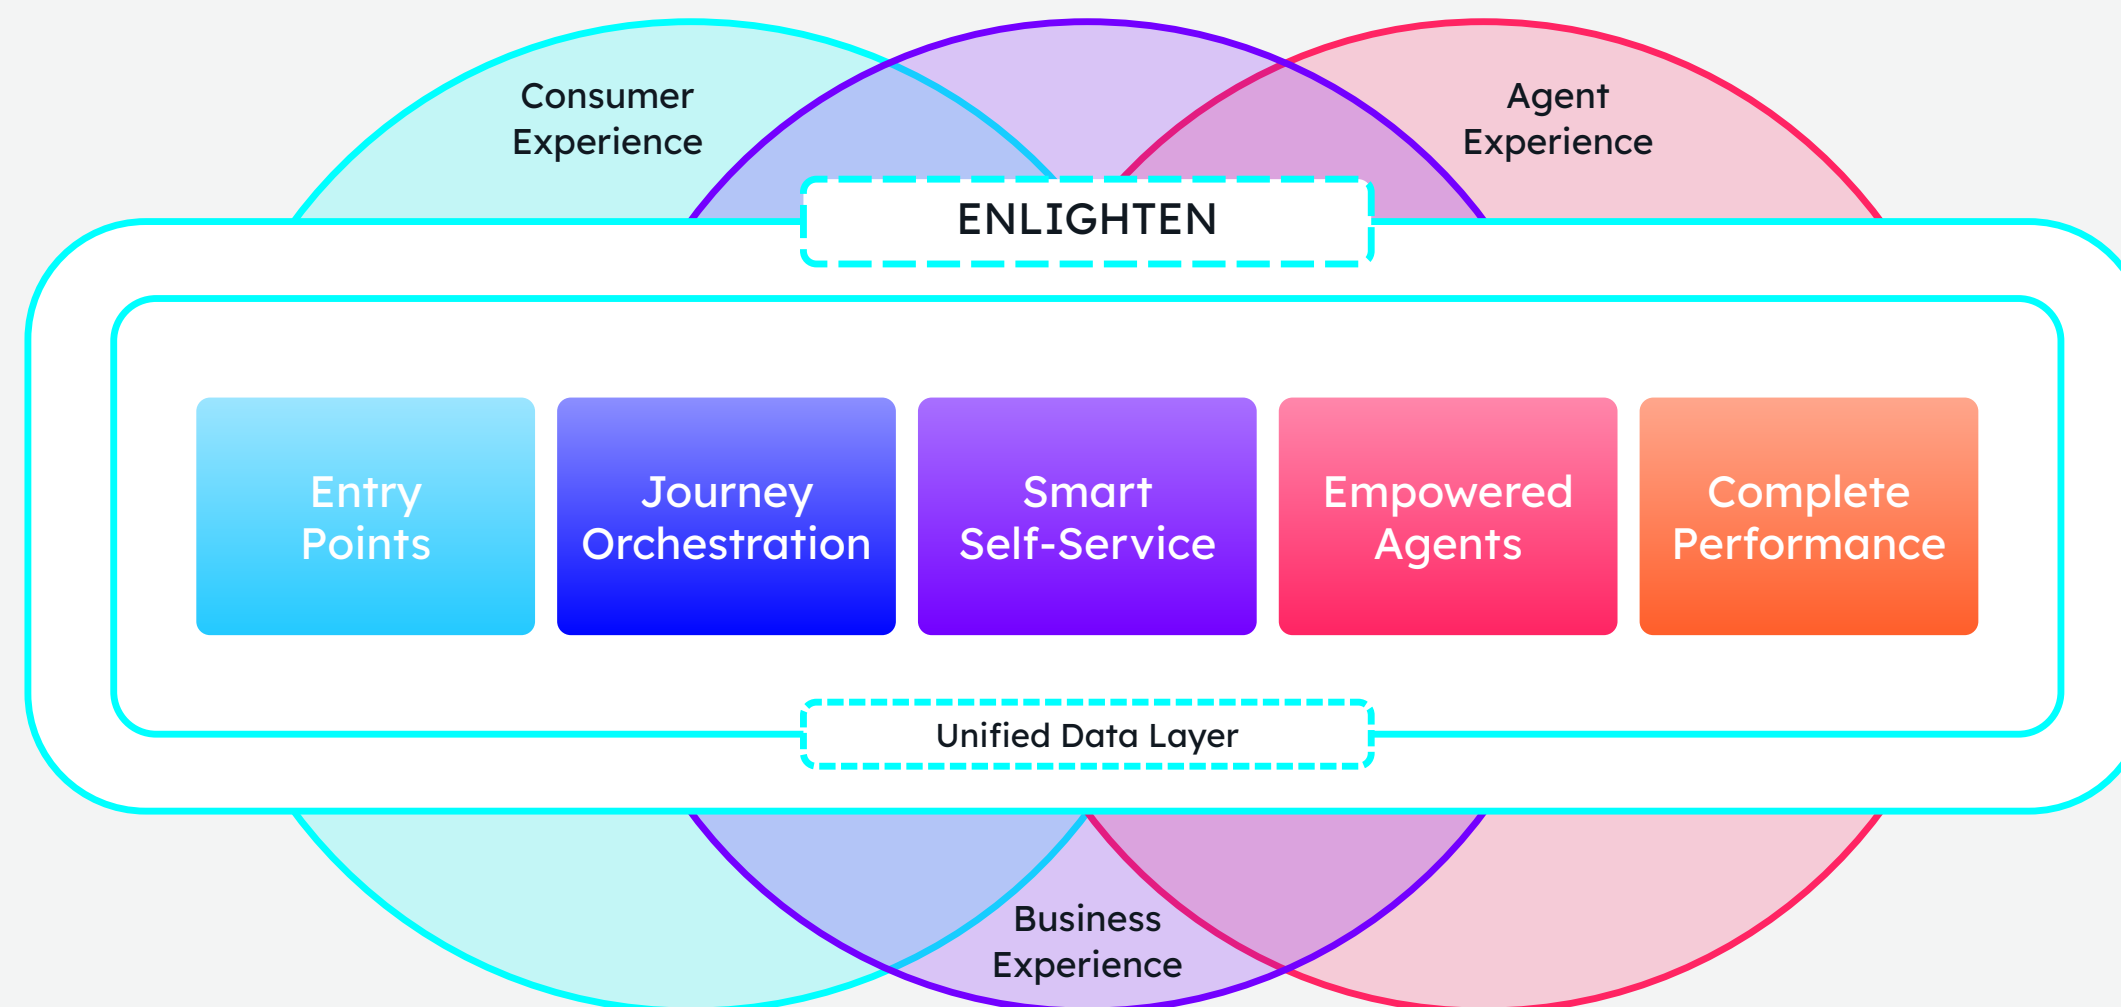 Consumer
Experience
Agent
Experience
ENLIGHTEN
Entry
Points
Journey
Orchestration
Smart
Self-Service
Empowered
Agents
Complete
Performance
Unified Data Layer
Business
Experience